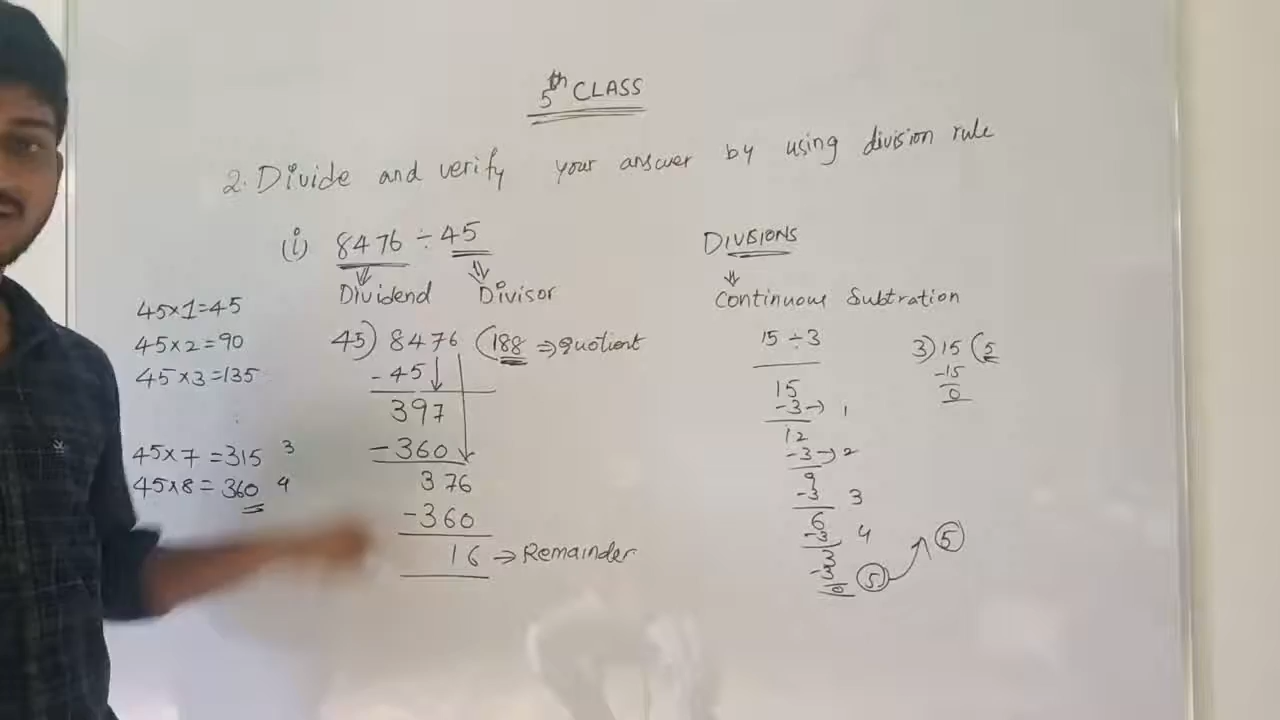 5th CLASS
2. Divide and verify your answer by using division rule
(i) 8476 ÷ 45
Dividend Divisor
45) 8476 (188 ⇒ quotient
-45
397
-360
376
-360
16 → Remainder
45×1=45
45×2=90
45×3=135
45×7=315 3
45×8=360 4
DIVISIONS
⇓
Continuous Subtration
15 ÷ 3
15
-3→ 1
12
-3→ 2
9
-3 3
6
-3 4
3
-3 5 → 5
0
3) 15 (5
-15
0